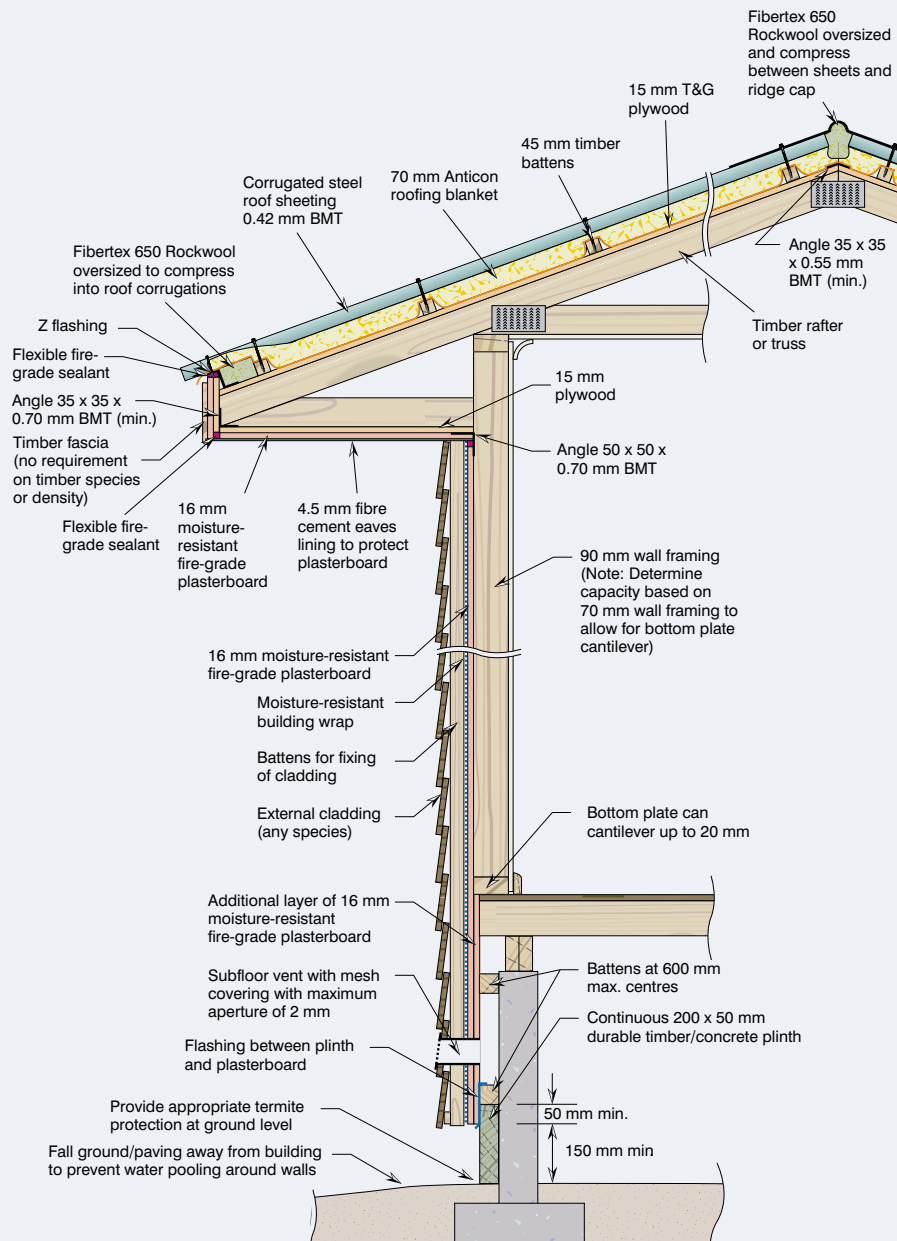 Fibertex 650
Rockwool oversized
and compress
between sheets and
ridge cap
15 mm T&G
plywood
45 mm timber
battens
70 mm Anticon
roofing blanket
Corrugated steel
roof sheeting
0.42 mm BMT
Fibertex 650 Rockwool
oversized to compress
into roof corrugations
Angle 35 x 35
x 0.55 mm
BMT (min.)
Z flashing
Timber rafter
or truss
Flexible fire-
grade sealant
15 mm
plywood
Angle 35 x 35 x
0.70 mm BMT (min.)
Timber fascia
(no requirement
on timber species
or density)
Angle 50 x 50 x
0.70 mm BMT
Flexible fire-
grade sealant
16 mm
moisture-
resistant
fire-grade
plasterboard
4.5 mm fibre
cement eaves
lining to protect
plasterboard
90 mm wall framing
(Note: Determine
capacity based on
70 mm wall framing to
allow for bottom plate
cantilever)
16 mm moisture-resistant
fire-grade plasterboard
Moisture-resistant
building wrap
Battens for fixing
of cladding
External cladding
(any species)
Bottom plate can
cantilever up to 20 mm
Additional layer of 16 mm
moisture-resistant
fire-grade plasterboard
Subfloor vent with mesh
covering with maximum
aperture of 2 mm
Battens at 600 mm
max. centres
Continuous 200 x 50 mm
durable timber/concrete plinth
Flashing between plinth
and plasterboard
Provide appropriate termite
protection at ground level
50 mm min.
150 mm min
Fall ground/paving away from building
to prevent water pooling around walls